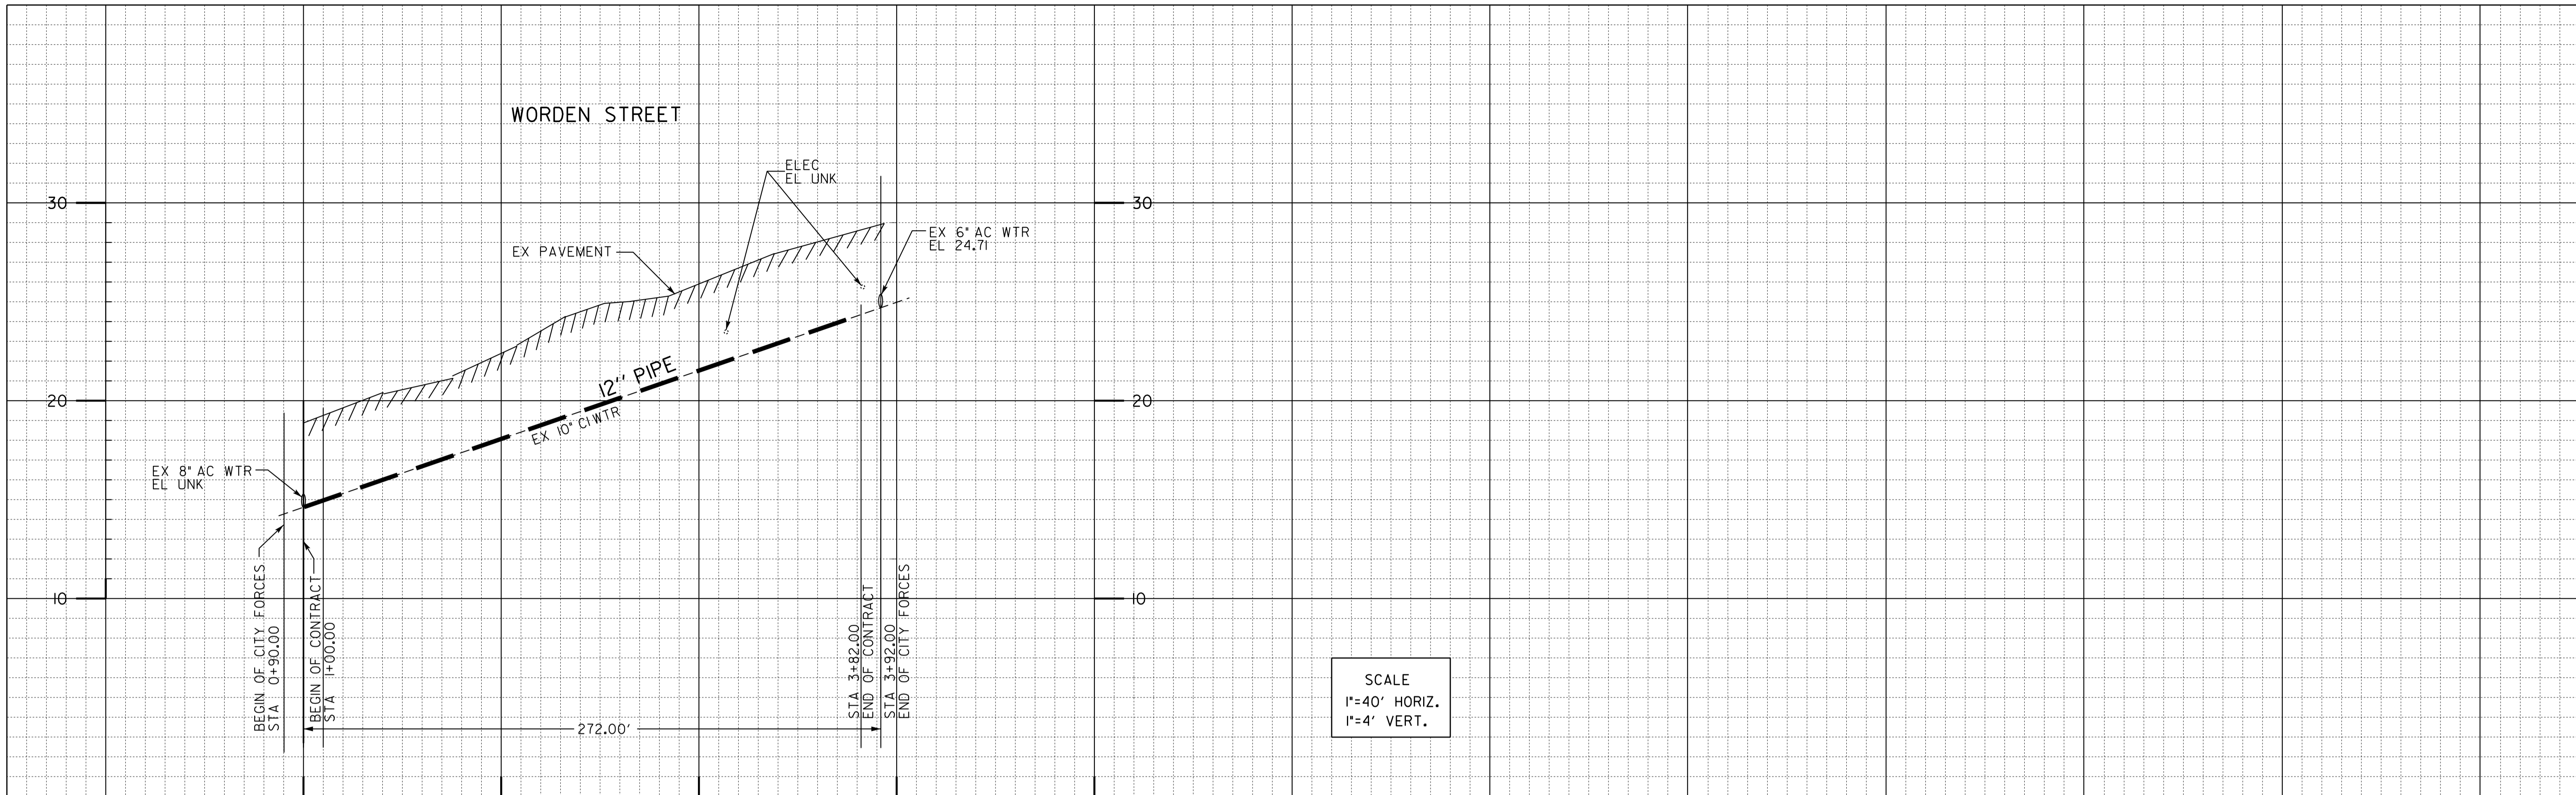 WORDEN STREET
ELEC
EL UNK
30
30
EX 6" AC WTR
EL 24.71
EX PAVEMENT
12'' PIPE
20
20
EX 10" CI WTR
EX 8" AC WTR
EL UNK
10
10
BEGIN OF CITY FORCES
STA 0+90.00
BEGIN OF CONTRACT
STA 1+00.00
STA 3+82.00
END OF CONTRACT
STA 3+92.00
END OF CITY FORCES
272.00'
SCALE
1"=40' HORIZ.
1"=4' VERT.